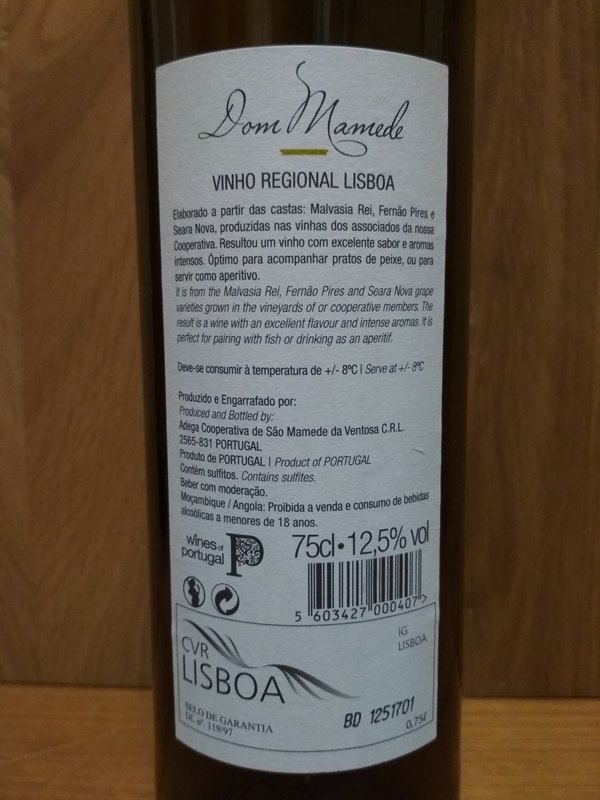 Dom Mamede
VINHO REGIONAL LISBOA
Elaborado a partir das castas: Malvasia Rei, Fernão Pires e
Seara Nova, produzidas nas vinhas dos associados da nossa
Cooperativa. Resultou um vinho com excelente sabor e aromas
intensos. Óptimo para acompanhar pratos de peixe, ou para
servir como aperitivo.
It is from the Malvasia Rei, Fernão Pires and Seara Nova grape
varieties grown in the vineyards of or cooperative members. The
result is a wine with an excellent flavour and intense aromas. It is
perfect for pairing with fish or drinking as an aperitif.
Deve-se consumir à temperatura de +/- 8ºC | Serve at +/- 8ºC
Produzido e Engarrafado por:
Produced and Bottled by:
Adega Cooperativa de São Mamede da Ventosa C.R.L.
2565-831 PORTUGAL
Produto de PORTUGAL | Product of PORTUGAL
Contém sulfitos. Contains sulfites.
Beber com moderação.
Moçambique / Angola: Proibida a venda e consumo de bebidas
alcoólicas a menores de 18 anos.
wines of
portugal
75cl • 12,5% vol
5 603427 000407 >
CVR
LISBOA
IG
LISBOA
SELO DE GARANTIA
DL nº. 119/97
BD 1251701
0,75ℓ